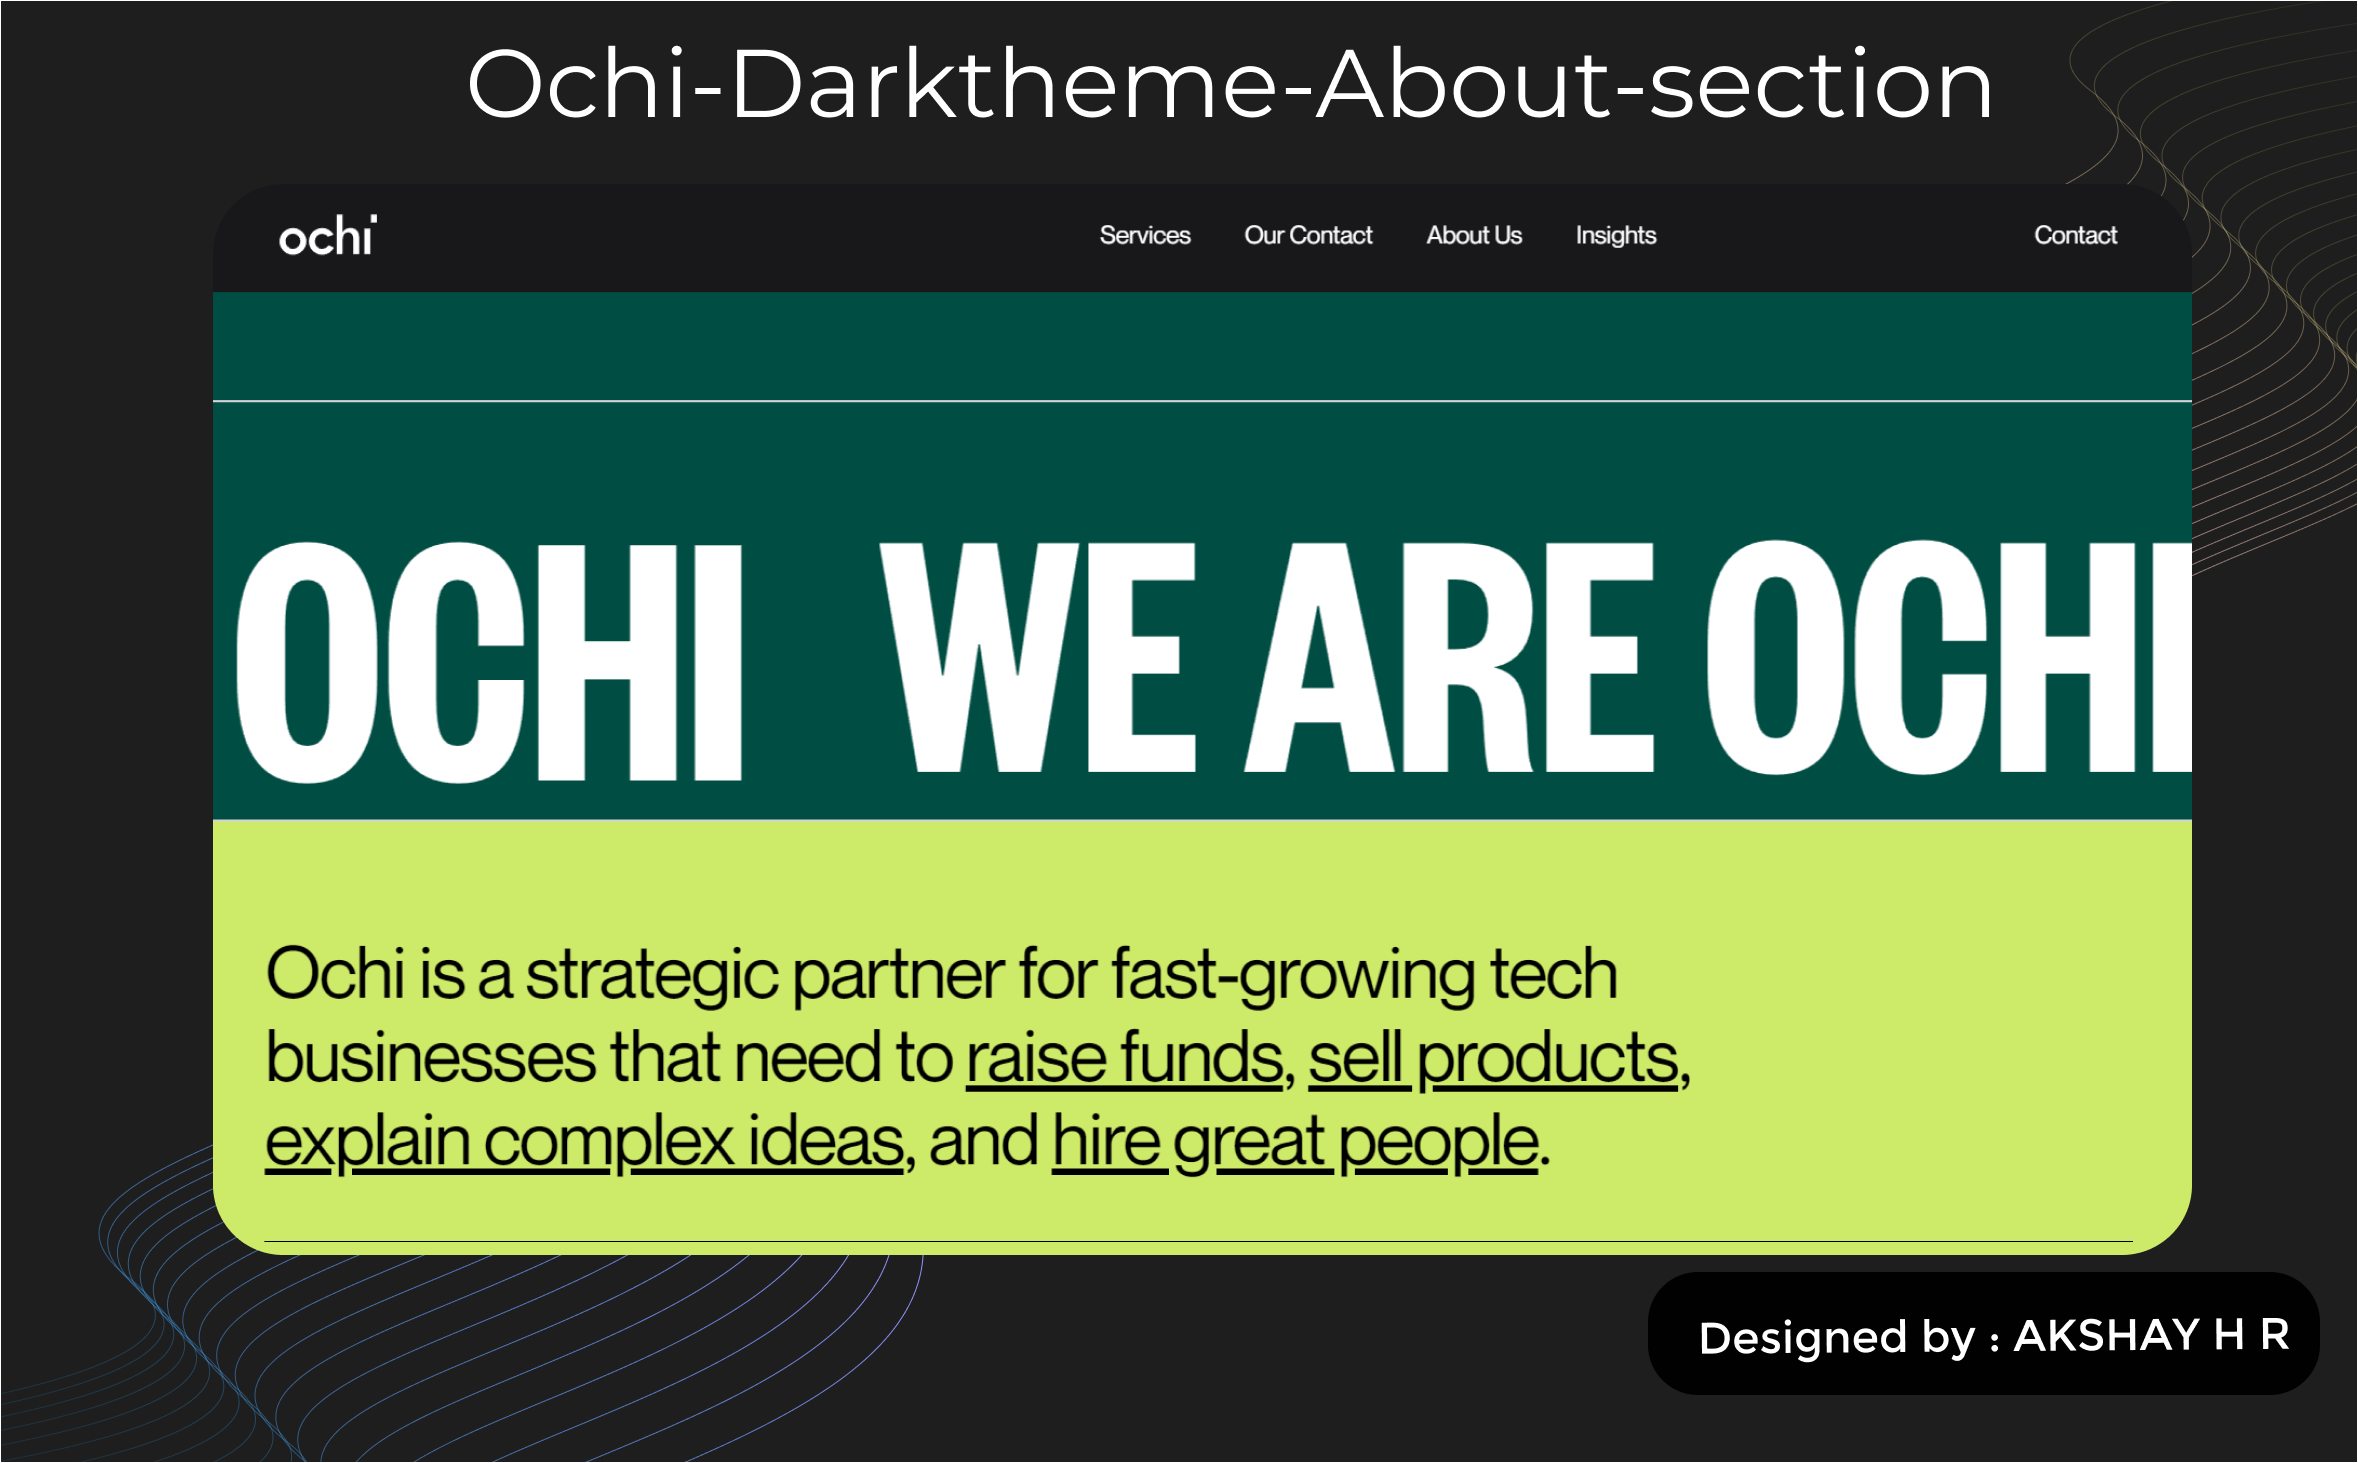 Ochi-Darktheme-About-section
ochi Services Our Contact About Us Insights Contact
OCHI WE ARE OCHI
Ochi is a strategic partner for fast-growing tech
businesses that need to raise funds, sell products,
explain complex ideas, and hire great people.
Designed by : AKSHAY H R